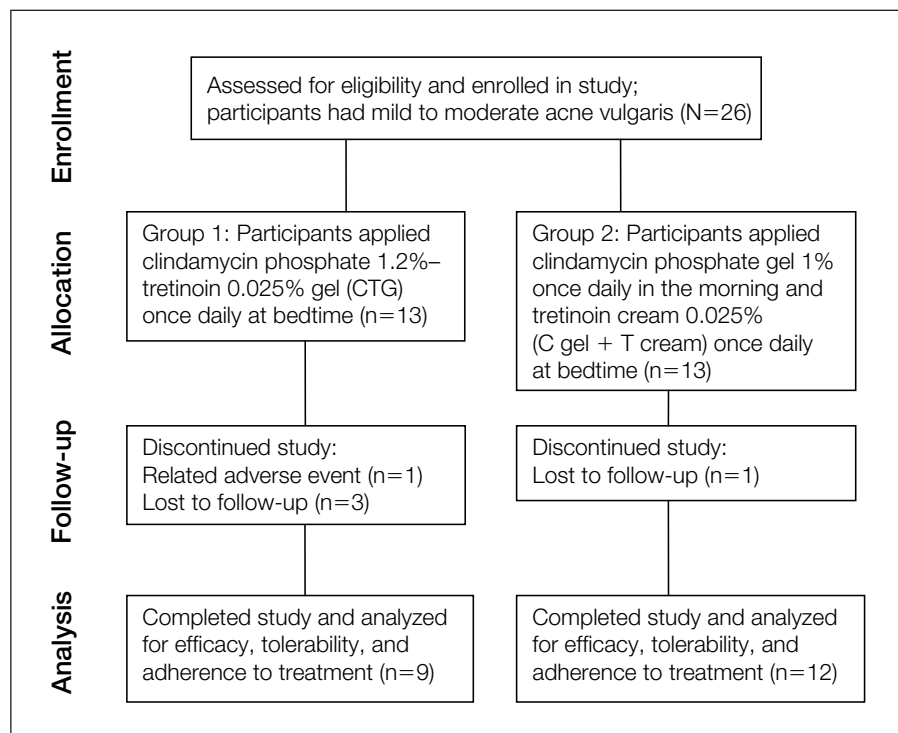 Enrollment
Assessed for eligibility and enrolled in study;
participants had mild to moderate acne vulgaris (N=26)
Allocation
Group 1: Participants applied
clindamycin phosphate 1.2%–
tretinoin 0.025% gel (CTG)
once daily at bedtime (n=13)
Group 2: Participants applied
clindamycin phosphate gel 1%
once daily in the morning and
tretinoin cream 0.025%
(C gel + T cream) once daily
at bedtime (n=13)
Follow-up
Discontinued study:
Related adverse event (n=1)
Lost to follow-up (n=3)
Discontinued study:
Lost to follow-up (n=1)
Analysis
Completed study and analyzed
for efficacy, tolerability, and
adherence to treatment (n=9)
Completed study and analyzed
for efficacy, tolerability, and
adherence to treatment (n=12)